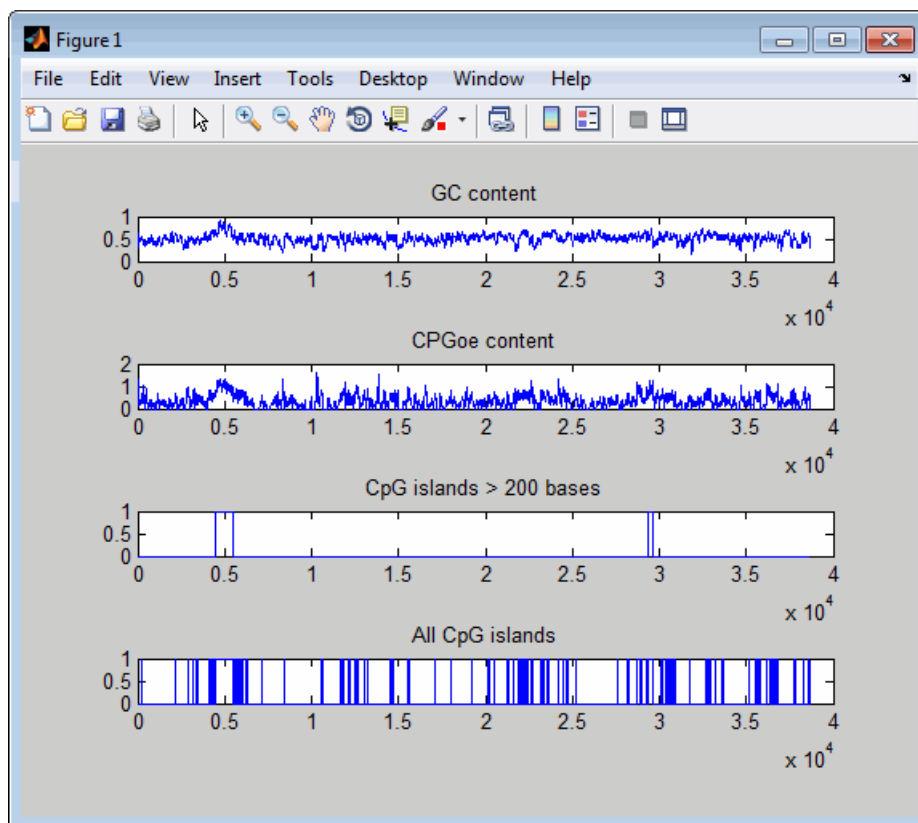 Figure 1
File Edit View Insert Tools Desktop Window Help
GC content
1
0.5
0
0 0.5 1 1.5 2 2.5 3 3.5 4
x 10^4
CPGoe content
2
1
0
0 0.5 1 1.5 2 2.5 3 3.5 4
x 10^4
CpG islands > 200 bases
1
0.5
0
0 0.5 1 1.5 2 2.5 3 3.5 4
x 10^4
All CpG islands
1
0.5
0
0 0.5 1 1.5 2 2.5 3 3.5 4
x 10^4